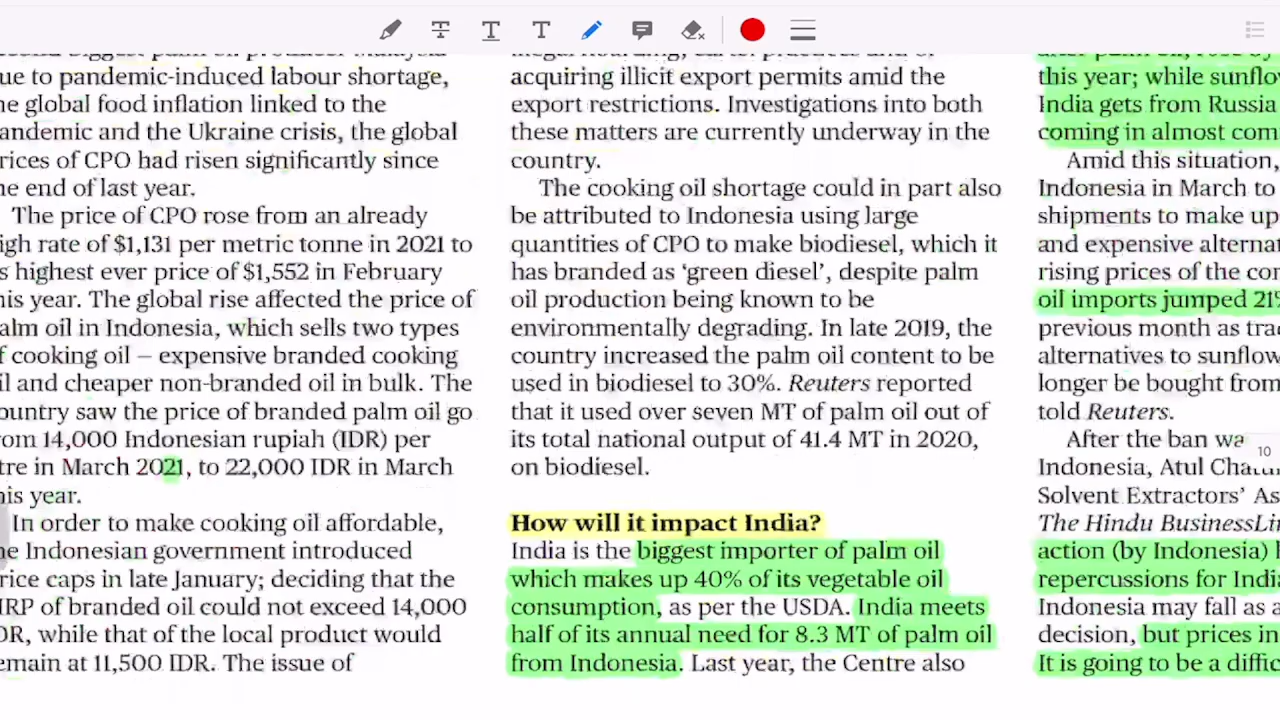 ue to pandemic-induced labour shortage,
he global food inflation linked to the
andemic and the Ukraine crisis, the global
rices of CPO had risen significantly since
he end of last year.
The price of CPO rose from an already
igh rate of $1,131 per metric tonne in 2021 to
s highest ever price of $1,552 in February
his year. The global rise affected the price of
alm oil in Indonesia, which sells two types
f cooking oil – expensive branded cooking
il and cheaper non-branded oil in bulk. The
ountry saw the price of branded palm oil go
rom 14,000 Indonesian rupiah (IDR) per
tre in March 2021, to 22,000 IDR in March
his year.
In order to make cooking oil affordable,
he Indonesian government introduced
rice caps in late January; deciding that the
MRP of branded oil could not exceed 14,000
DR, while that of the local product would
emain at 11,500 IDR. The issue of
acquiring illicit export permits amid the
export restrictions. Investigations into both
these matters are currently underway in the
country.
The cooking oil shortage could in part also
be attributed to Indonesia using large
quantities of CPO to make biodiesel, which it
has branded as ‘green diesel’, despite palm
oil production being known to be
environmentally degrading. In late 2019, the
country increased the palm oil content to be
used in biodiesel to 30%. Reuters reported
that it used over seven MT of palm oil out of
its total national output of 41.4 MT in 2020,
on biodiesel.
How will it impact India?
India is the biggest importer of palm oil
which makes up 40% of its vegetable oil
consumption, as per the USDA. India meets
half of its annual need for 8.3 MT of palm oil
from Indonesia. Last year, the Centre also
this year; while sunflow
India gets from Russia
coming in almost com
Amid this situation,
Indonesia in March to
shipments to make up
and expensive alternat
rising prices of the con
oil imports jumped 21%
previous month as trad
alternatives to sunflow
longer be bought from
told Reuters.
After the ban wa
10
Indonesia, Atul
Solvent Extractors’ As
The Hindu BusinessLin
action (by Indonesia) h
repercussions for India
Indonesia may fall as a
decision, but prices in
It is going to be a diffic